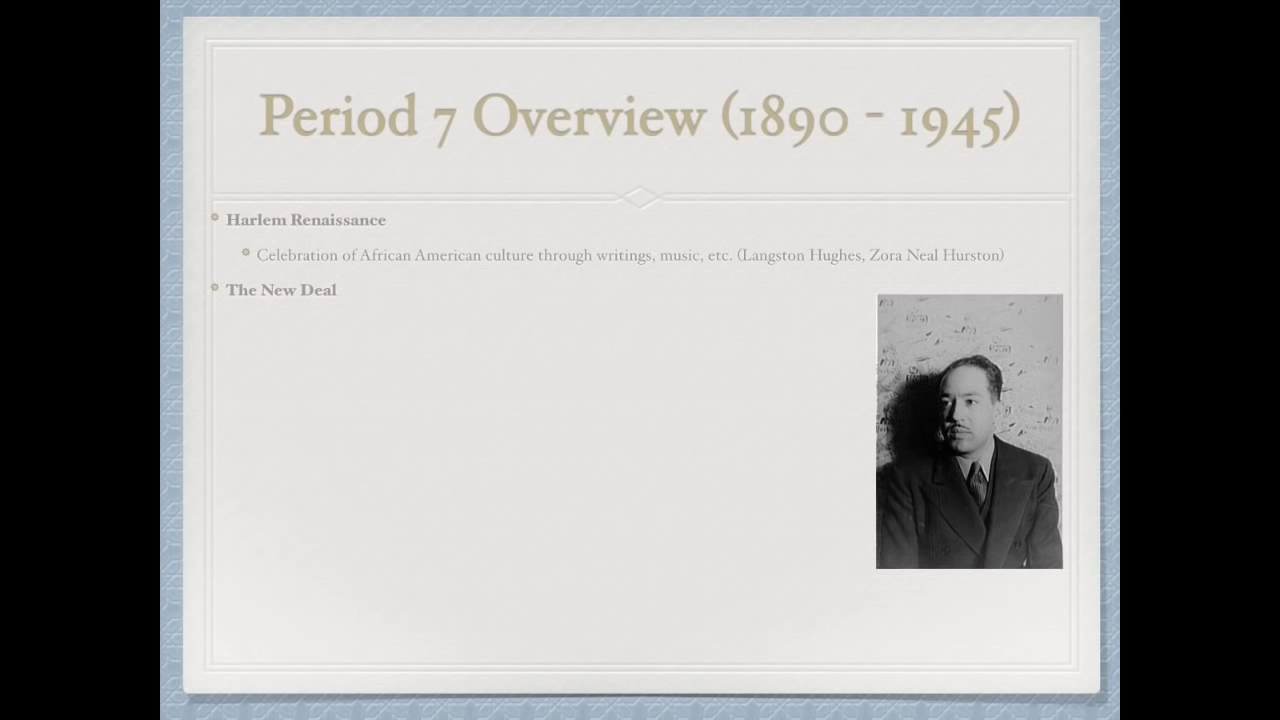 Period 7 Overview (1890 - 1945)
Harlem Renaissance
Celebration of African American culture through writings, music, etc. (Langston Hughes, Zora Neal Hurston)
The New Deal